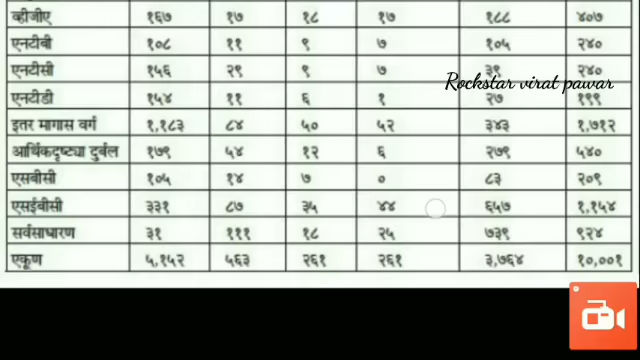 व्हीजीए १६७ १७ १८ १७ १८८ ४०७
एनटीबी १०८ ११ ९ ७ १०५ २४०
एनटीसी १५६ २९ ९ ७ ३९ २४०
Rockstar virat pawar
एनटीडी १५४ ११ ६ १ २७ १९९
इतर मागास वर्ग १,१८३ ८४ ५० ५२ ३४३ १,७१२
आर्थिकदृष्ट्या दुर्बल १७९ ५४ १२ ६ २७९ ५४०
एसबीसी १०५ १४ ७ ० ८३ २०९
एसईबीसी ३३१ ८७ ३५ ४४ ६५७ १,१५४
सर्वसाधारण ३१ १११ १८ २५ ७३९ ९२४
एकूण ५,१५२ ५६३ २६१ २६१ ३,७६४ १०,००१